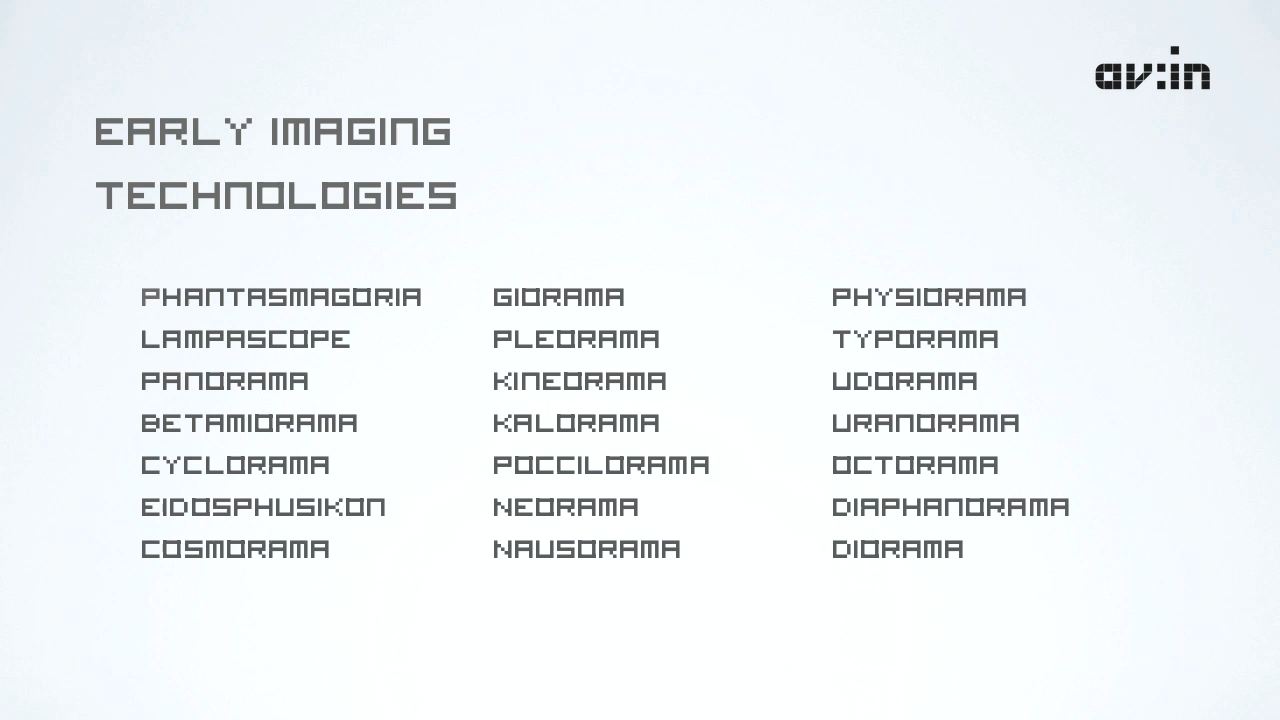 av:in
EARLY IMAGING
TECHNOLOGIES
PHANTASMAGORIA
LAMPASCOPE
PANORAMA
BETAMIORAMA
CYCLORAMA
EIDOSPHUSIKON
COSMORAMA
GIORAMA
PLEORAMA
KINEORAMA
KALORAMA
POCCILORAMA
NEORAMA
NAUSORAMA
PHYSIORAMA
TYPORAMA
UDORAMA
URANORAMA
OCTORAMA
DIAPHANORAMA
DIORAMA